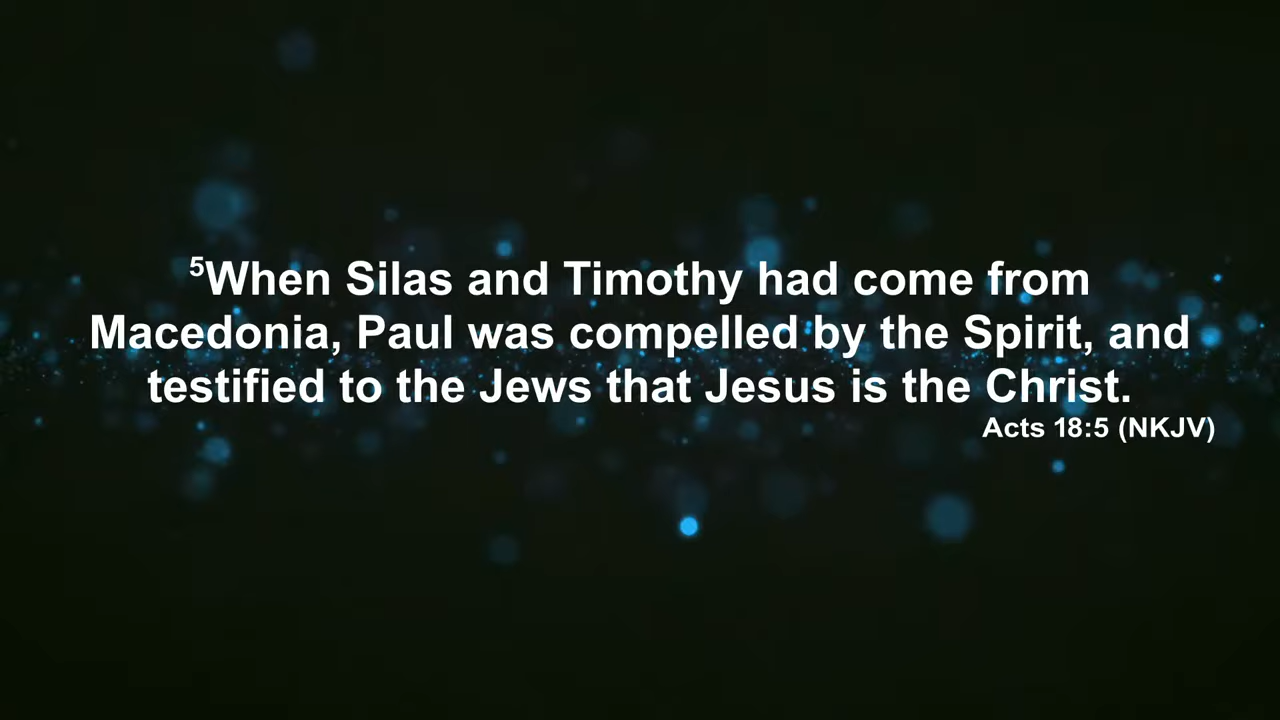 ⁵When Silas and Timothy had come from
Macedonia, Paul was compelled by the Spirit, and
testified to the Jews that Jesus is the Christ.
Acts 18:5 (NKJV)